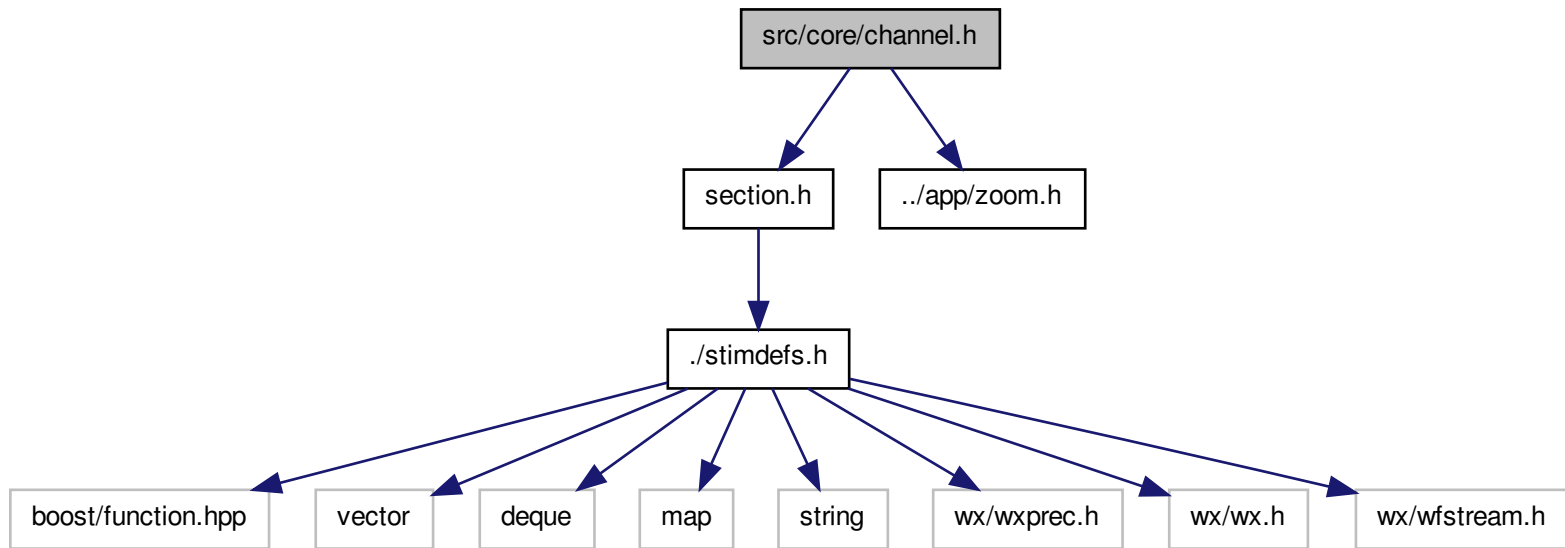 src/core/channel.h
section.h
../app/zoom.h
./stimdefs.h
boost/function.hpp
vector
deque
map
string
wx/wxprec.h
wx/wx.h
wx/wfstream.h